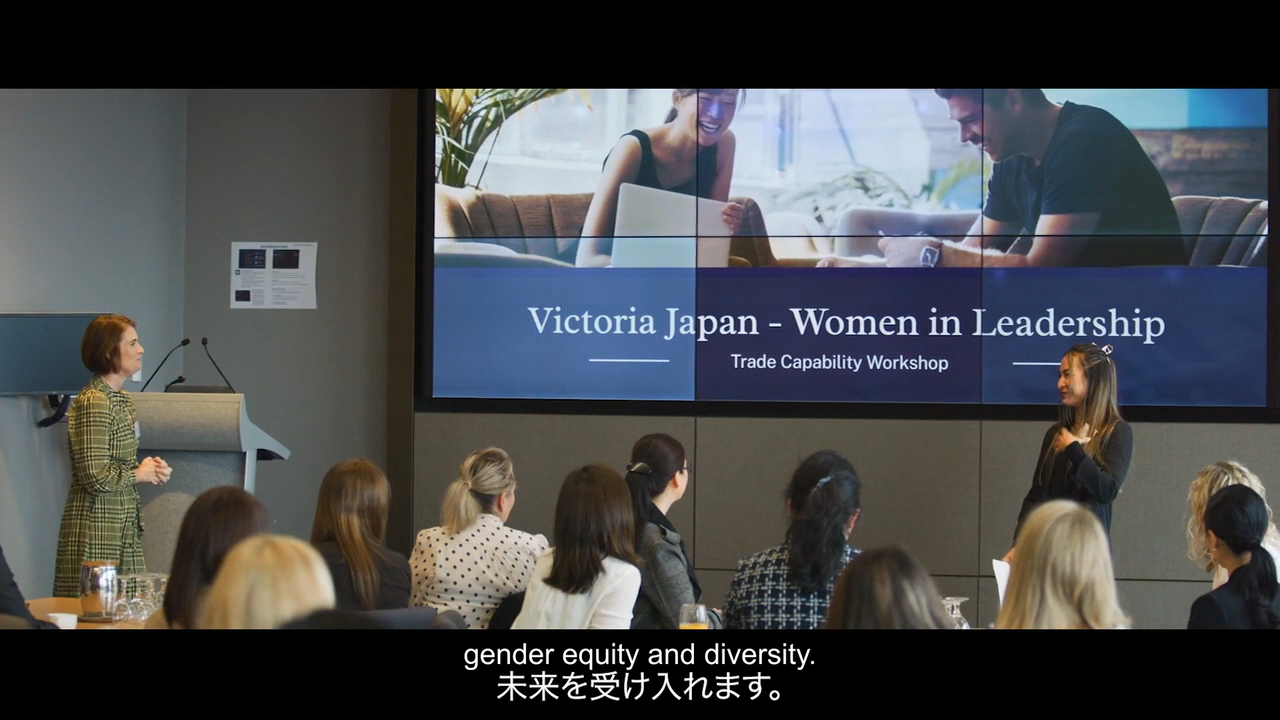 Victoria Japan - Women in Leadership
Trade Capability Workshop
gender equity and diversity.
未来を受け入れます。